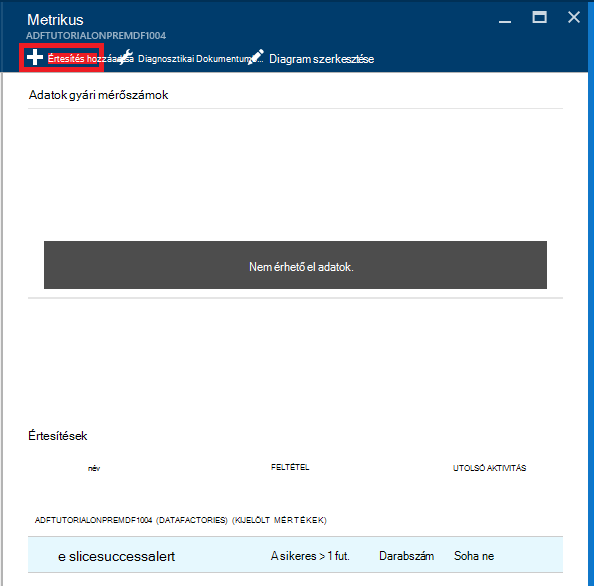 Metrikus
ADFTUTORIALONPREMDF1004
Értesítés hozzáadása Diagnosztikai Dokumentumo... Diagram szerkesztése
Adatok gyári mérőszámok
Nem érhető el adatok.
Értesítések
név FELTÉTEL UTOLSÓ AKTIVITÁS
ADFTUTORIALONPREMDF1004 (DATAFACTORIES) (KIJELÖLT MÉRTÉKEK)
e slicesuccessalert A sikeres > 1 fut. Darabszám Soha ne